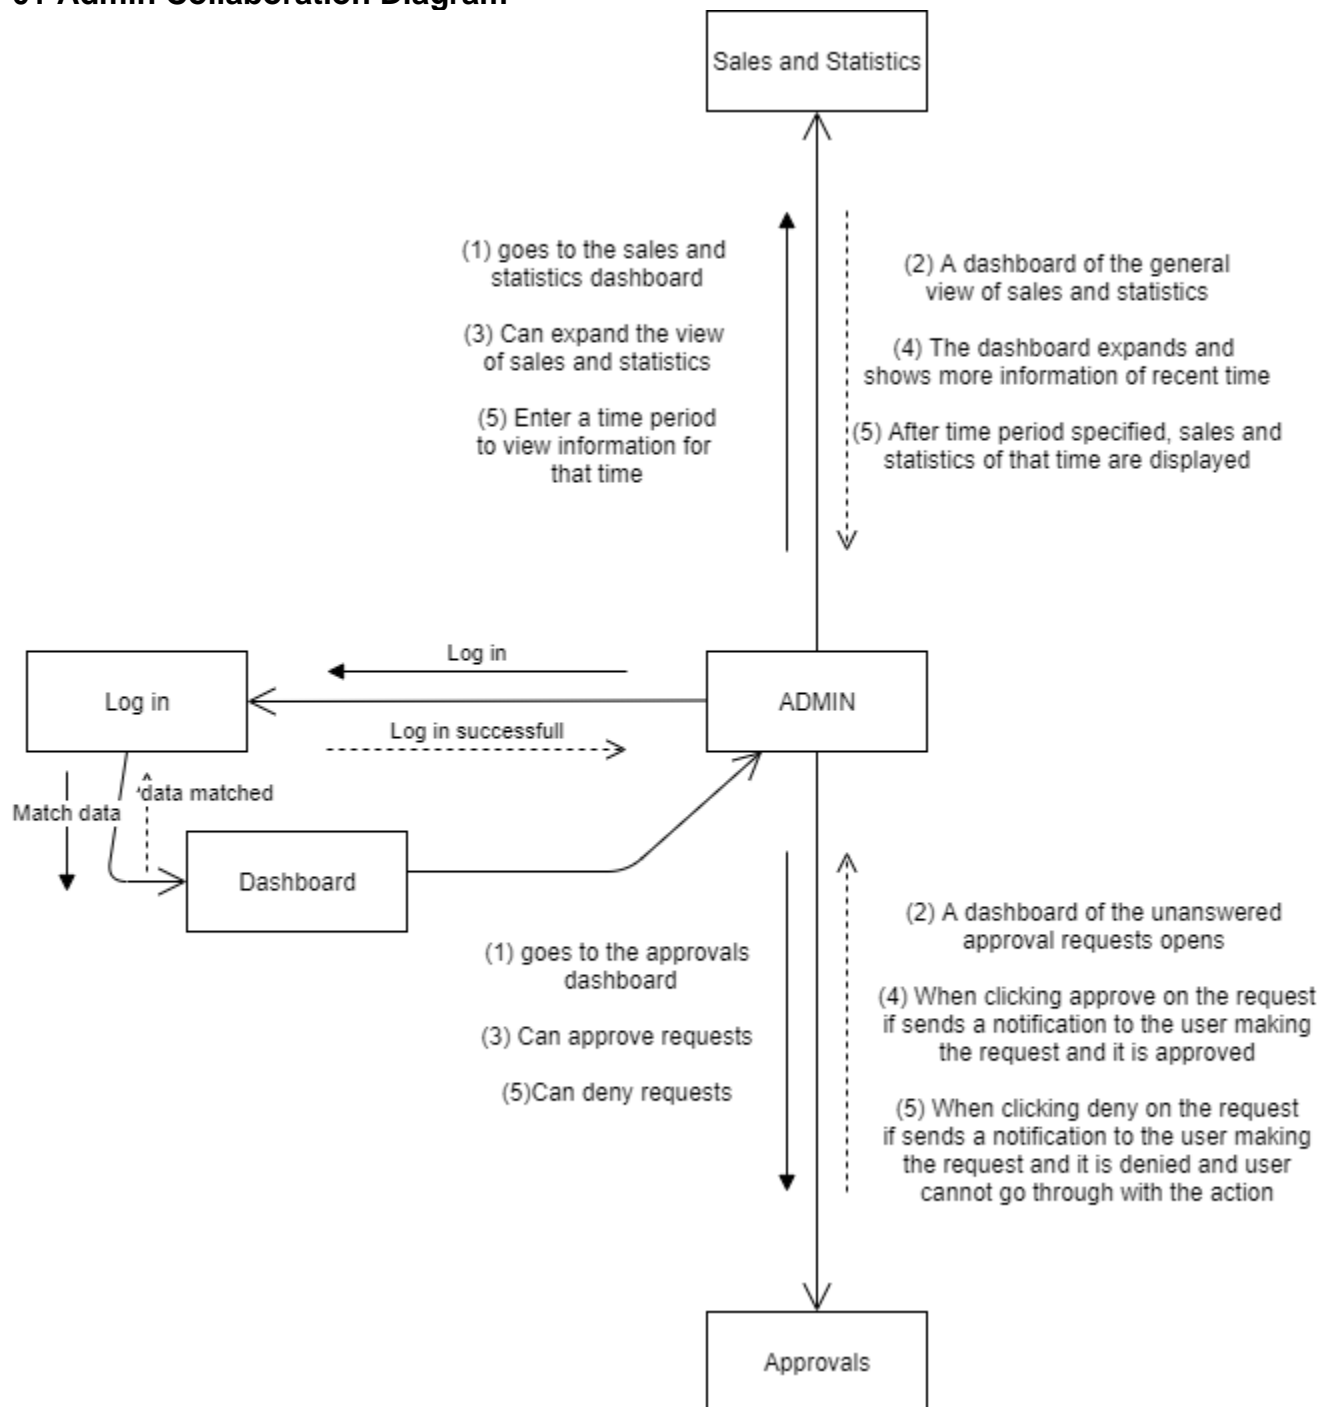 01 Admin Collaboration Diagram
Sales and Statistics
(1) goes to the sales and
statistics dashboard
(3) Can expand the view
of sales and statistics
(5) Enter a time period
to view information for
that time
(2) A dashboard of the general
view of sales and statistics
(4) The dashboard expands and
shows more information of recent time
(5) After time period specified, sales and
statistics of that time are displayed
Log in
Log in
ADMIN
Log in successfull
Match data
data matched
Dashboard
(1) goes to the approvals
dashboard
(3) Can approve requests
(5)Can deny requests
(2) A dashboard of the unanswered
approval requests opens
(4) When clicking approve on the request
if sends a notification to the user making
the request and it is approved
(5) When clicking deny on the request
if sends a notification to the user making
the request and it is denied and user
cannot go through with the action
Approvals